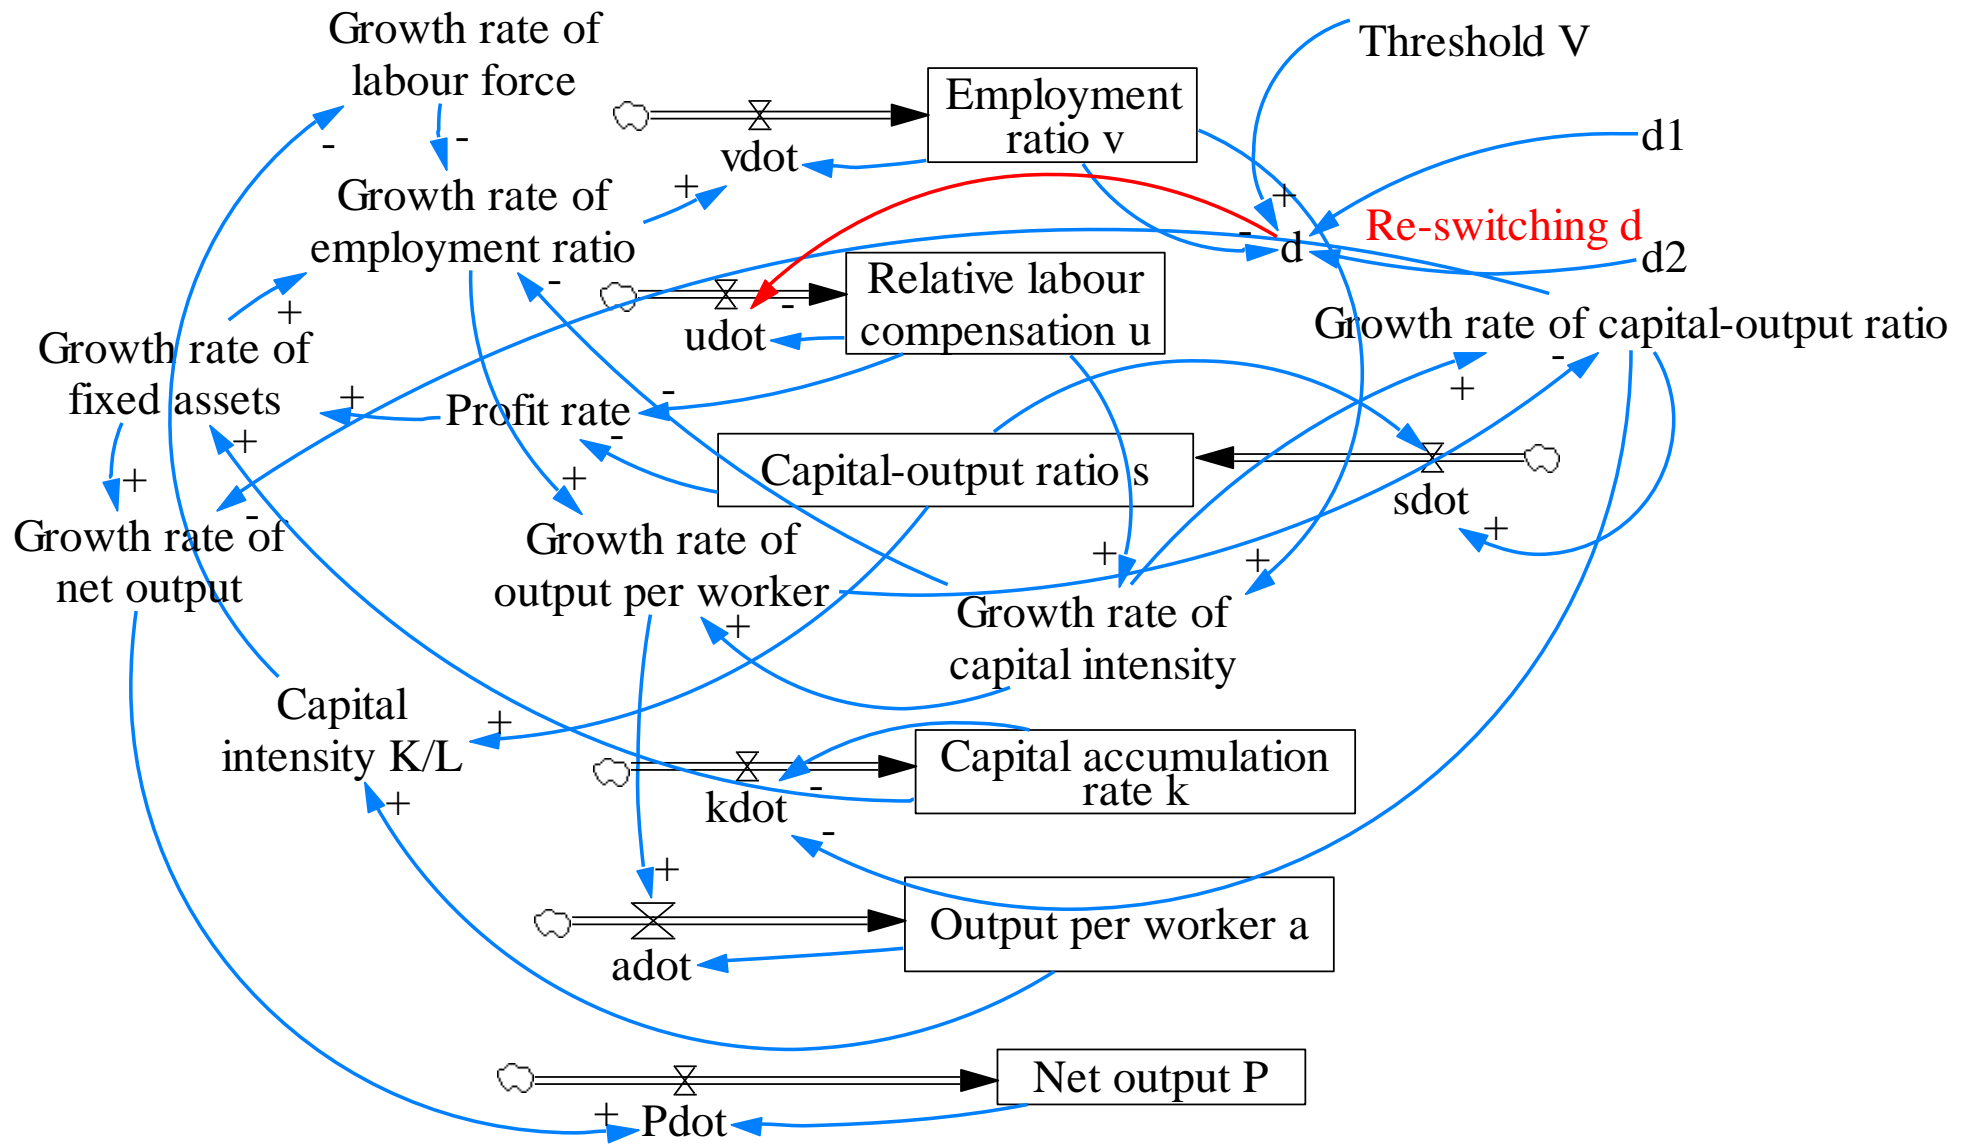 Growth rate of
labour force
Threshold V
Employment
ratio v
d1
-
-
vdot
+
Growth rate of
employment ratio
+
Re-switching d
-
d
d2
Relative labour
compensation u
-
-
udot
+
Growth rate of capital-output ratio
Growth rate of
fixed assets
-
+
+
-
Profit rate
-
+
Capital-output ratio s
+
+
sdot
+
-
Growth rate of
net output
Growth rate of
output per worker
+
+
+
Growth rate of
capital intensity
Capital
intensity K/L
+
+
Capital accumulation
rate k
-
kdot
-
+
Output per worker a
adot
Net output P
+
Pdot